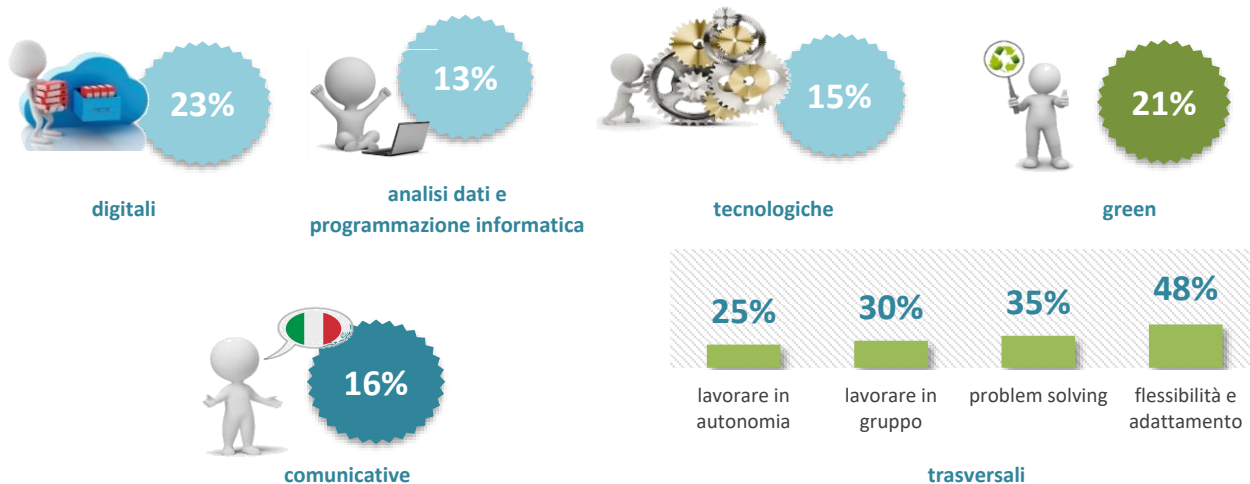 23%
13%
15%
21%
digitali
analisi dati e
programmazione informatica
tecnologiche
green
16%
comunicative
25%
30%
35%
48%
lavorare in
autonomia
lavorare in
gruppo
problem solving
flessibilità e
adattamento
trasversali